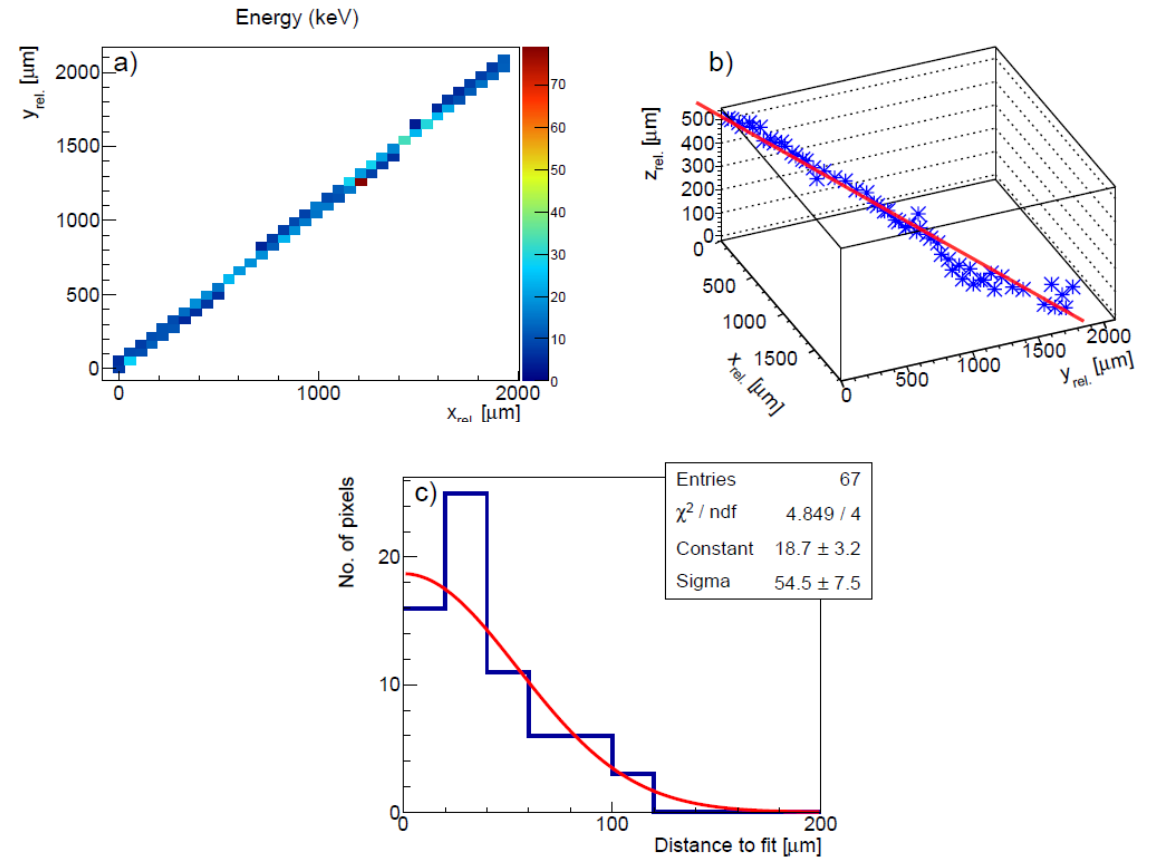 Energy (keV)
a)
y_rel. [μm]
2000
1500
1000
500
0
0
1000
2000
x_rel. [μm]
70
60
50
40
30
20
10
0
b)
z_rel. [μm]
500
400
300
200
100
0
0
500
1000
1500
x_rel. [μm]
0
500
1000
1500
2000
y_rel. [μm]
c)
No. of pixels
20
10
0
0
100
200
Distance to fit [μm]
Entries 67
χ² / ndf 4.849 / 4
Constant 18.7 ± 3.2
Sigma 54.5 ± 7.5